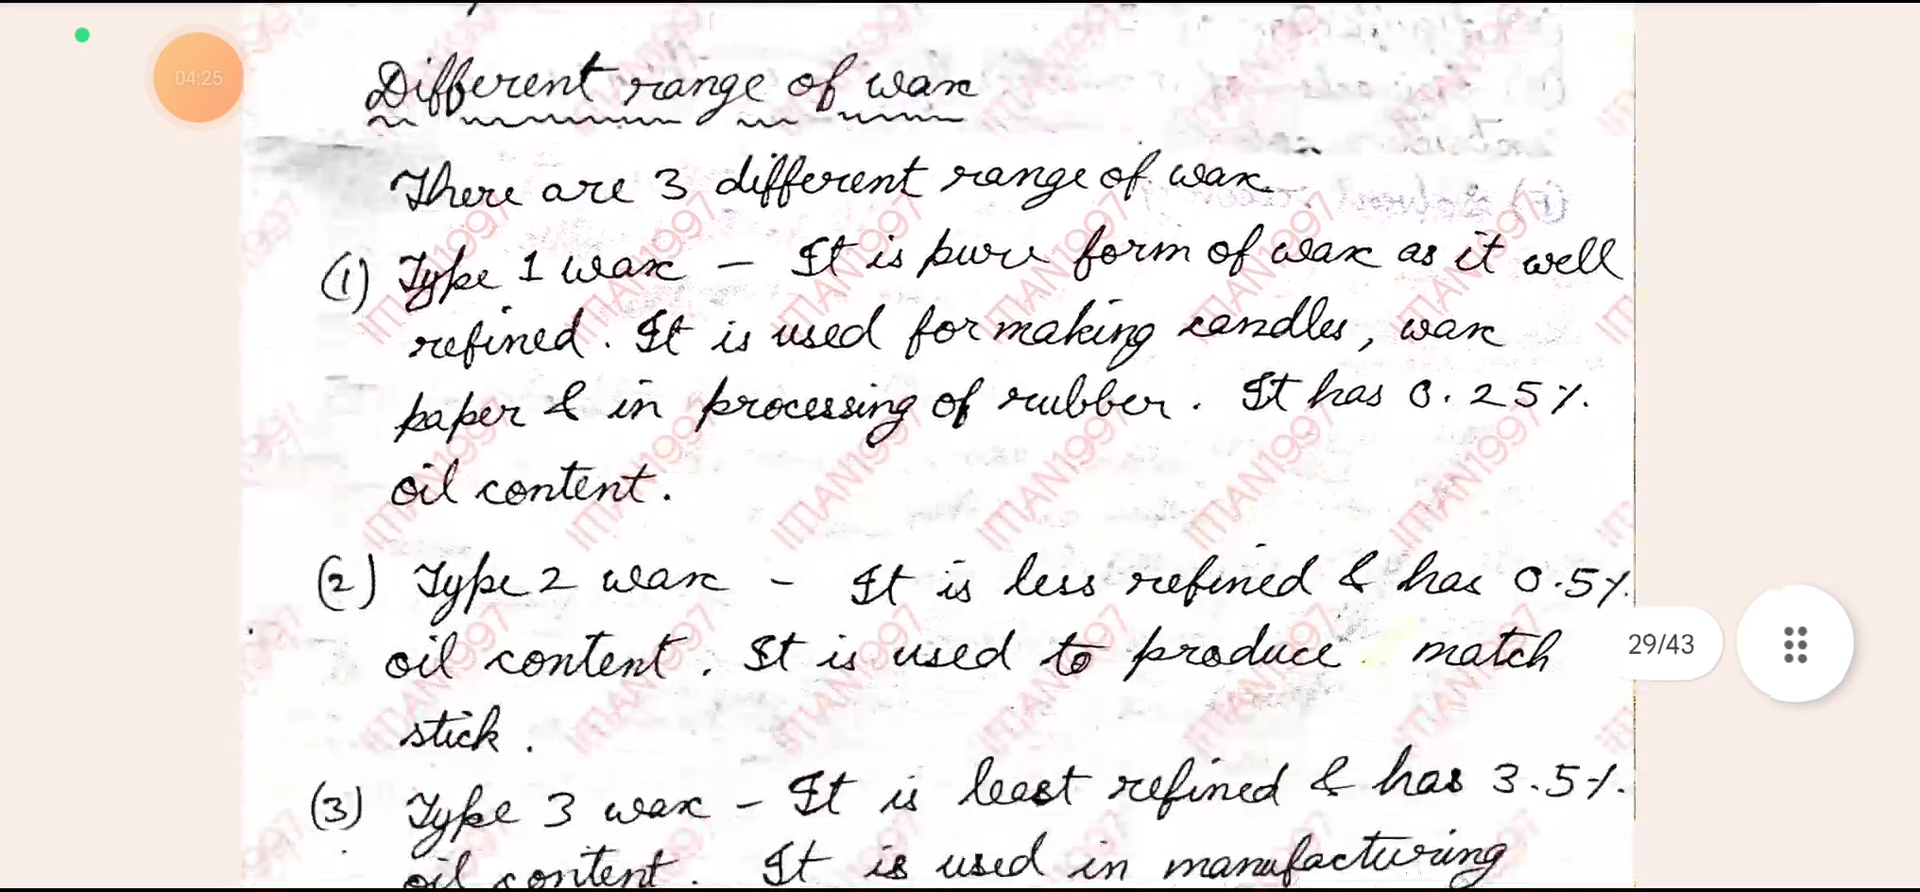 04:25
Different range of wax
There are 3 different range of wax.
(1) Type 1 wax - It is pure form of wax as it well
refined. It is used for making candles, wax
paper & in processing of rubber. It has 0.25%.
oil content.
(2) Type 2 wax - It is less refined & has 0.5%.
oil content. It is used to produce match
stick.
29/43
(3) Type 3 wax - It is least refined & has 3.5%.
oil content. It is used in manufacturing
IMAN1997